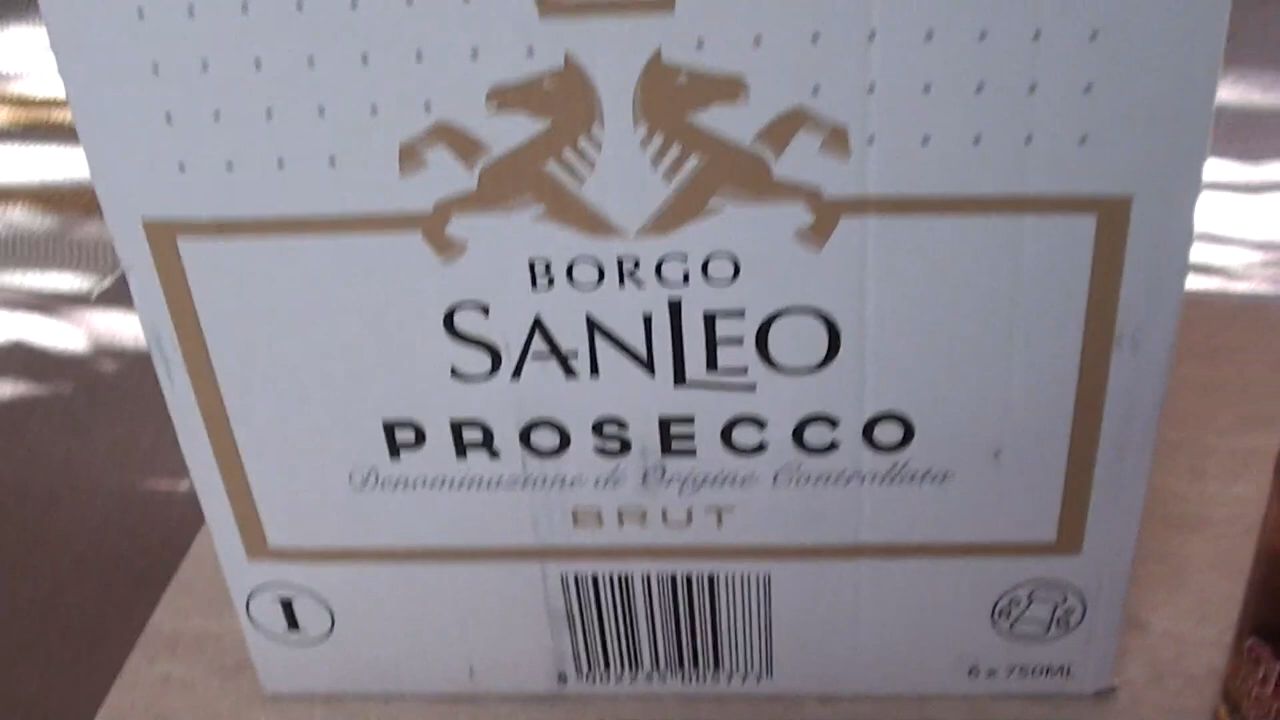 BORGO
SANLEO
PROSECCO
Denominazione di Origine Controllata
BRUT
6 x 750ML